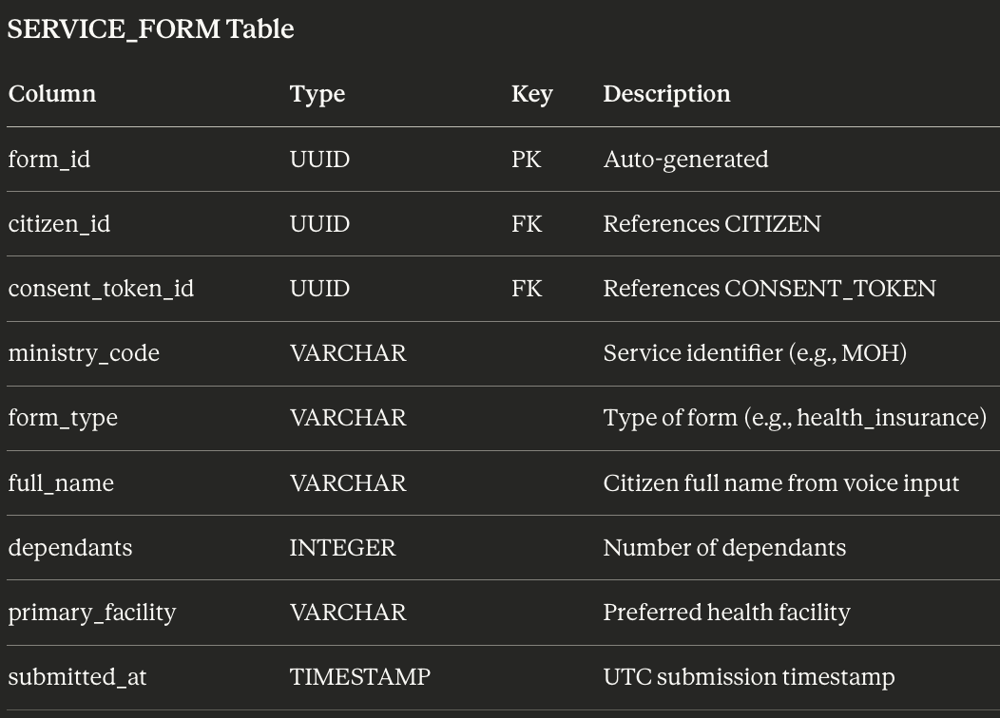 SERVICE_FORM Table
Column Type Key Description
form_id UUID PK Auto-generated
citizen_id UUID FK References CITIZEN
consent_token_id UUID FK References CONSENT_TOKEN
ministry_code VARCHAR Service identifier (e.g., MOH)
form_type VARCHAR Type of form (e.g., health_insurance)
full_name VARCHAR Citizen full name from voice input
dependants INTEGER Number of dependants
primary_facility VARCHAR Preferred health facility
submitted_at TIMESTAMP UTC submission timestamp